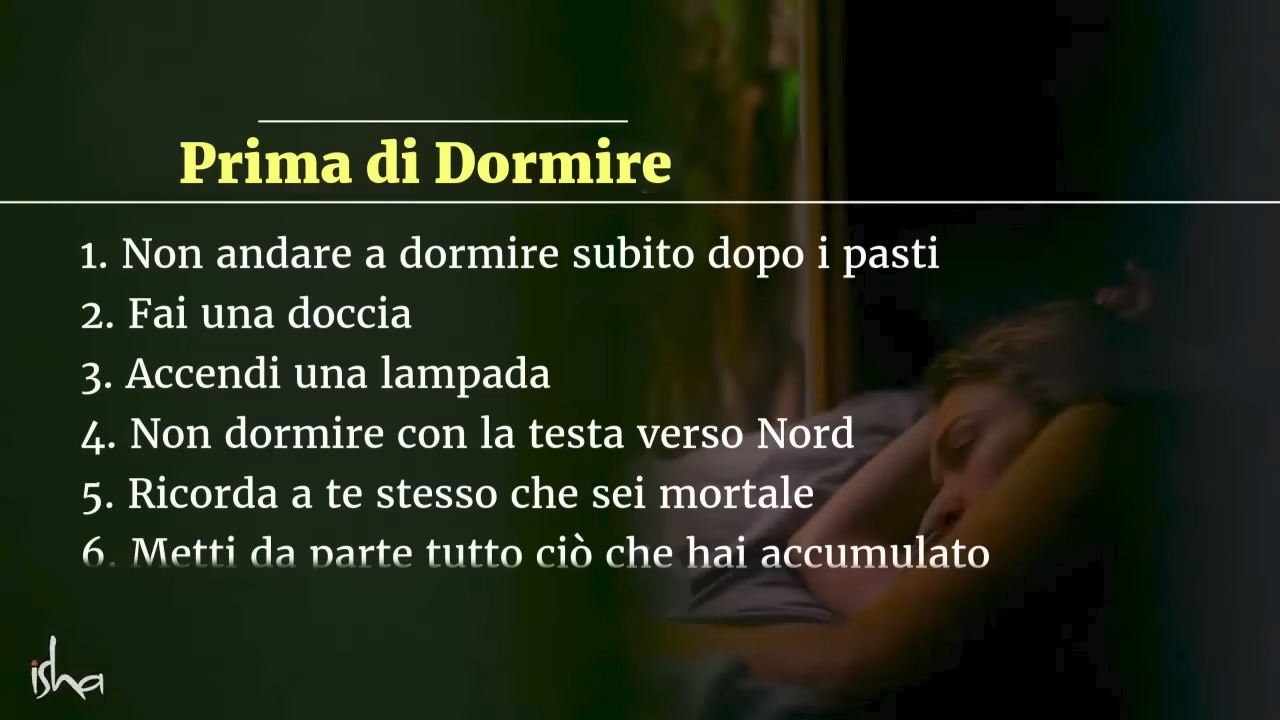 Prima di Dormire
1. Non andare a dormire subito dopo i pasti
2. Fai una doccia
3. Accendi una lampada
4. Non dormire con la testa verso Nord
5. Ricorda a te stesso che sei mortale
6. Metti da parte tutto ciò che hai accumulato
isha